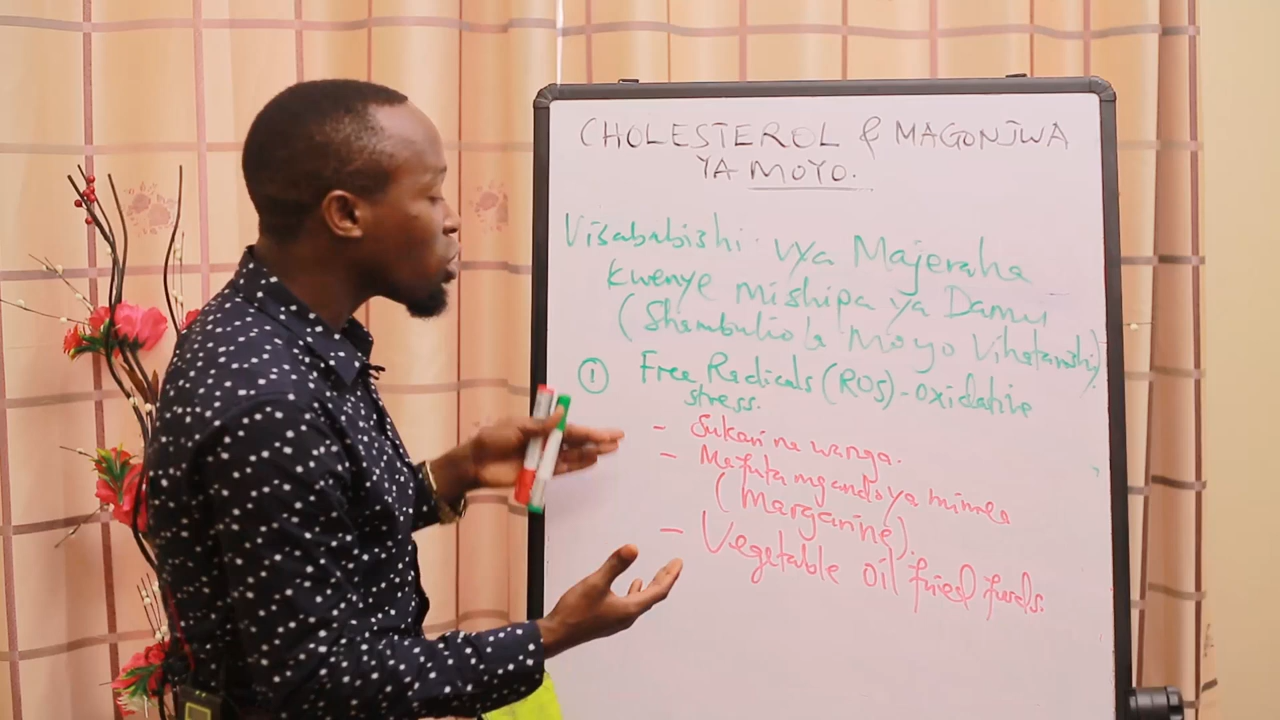 CHOLESTEROL & MAGONJWA
YA MOYO.
Visababishi vya Majeraha
kwenye mishipa ya Damu
(Shambulio la Moyo Vihatarishi)
① Free Radicals (ROS) - Oxidative
stress.
- Sukari na wanga.
- Mafuta mgando ya mimea
(Margarine).
- Vegetable oil fried foods.